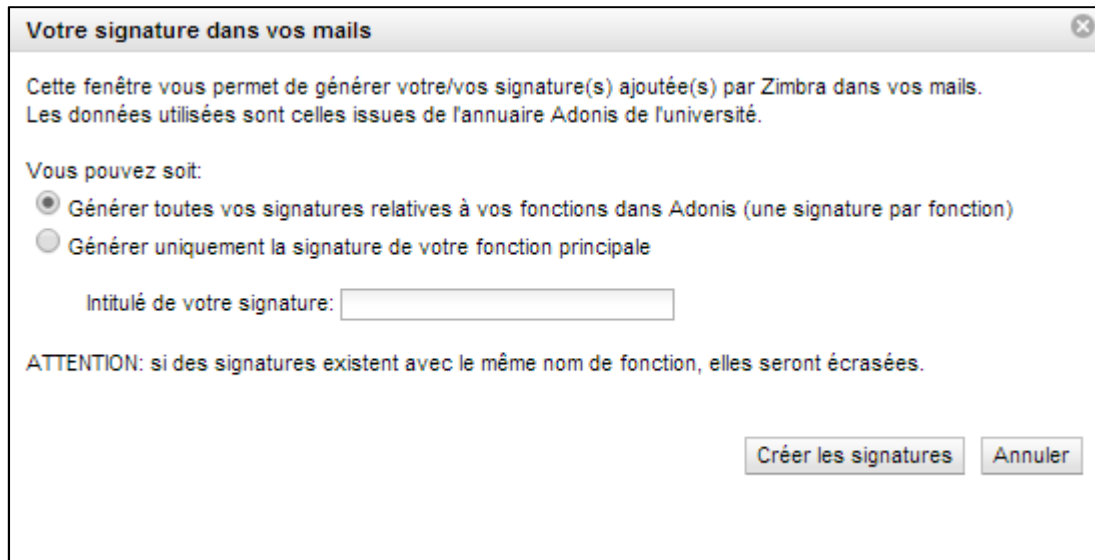 Votre signature dans vos mails
Cette fenêtre vous permet de générer votre/vos signature(s) ajoutée(s) par Zimbra dans vos mails.
Les données utilisées sont celles issues de l'annuaire Adonis de l'université.
Vous pouvez soit:
Générer toutes vos signatures relatives à vos fonctions dans Adonis (une signature par fonction)
Générer uniquement la signature de votre fonction principale
Intitulé de votre signature:
ATTENTION: si des signatures existent avec le même nom de fonction, elles seront écrasées.
Créer les signatures Annuler